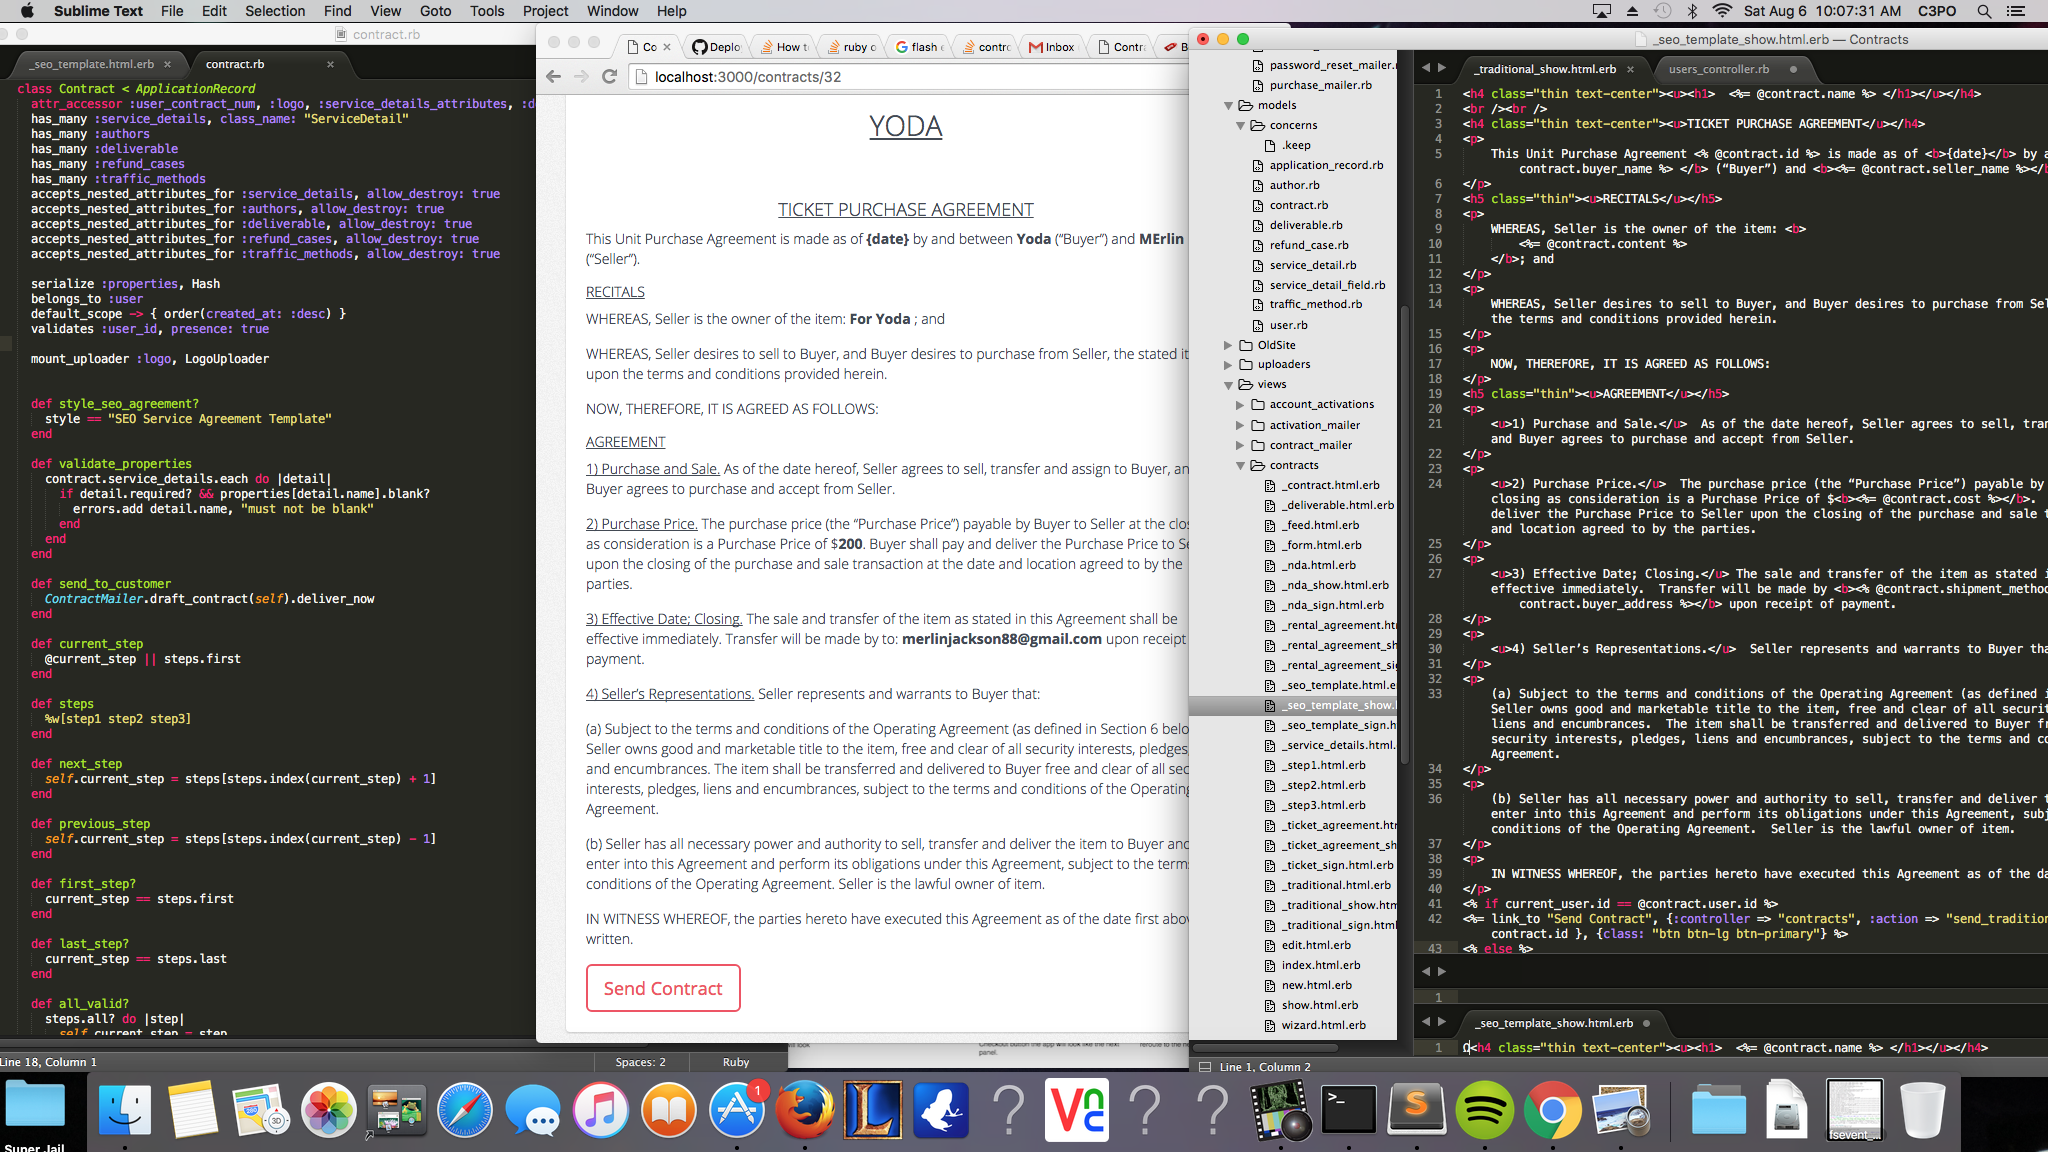 Sublime Text File Edit Selection Find View Goto Tools Project Window Help Sat Aug 6 10:07:31 AM C3PO
contract.rb
_seo_template.html.erb × contract.rb ×
class Contract < ApplicationRecord
attr_accessor :user_contract_num, :logo, :service_details_attributes, :d
has_many :service_details, class_name: "ServiceDetail"
has_many :authors
has_many :deliverable
has_many :refund_cases
has_many :traffic_methods
accepts_nested_attributes_for :service_details, allow_destroy: true
accepts_nested_attributes_for :authors, allow_destroy: true
accepts_nested_attributes_for :deliverable, allow_destroy: true
accepts_nested_attributes_for :refund_cases, allow_destroy: true
accepts_nested_attributes_for :traffic_methods, allow_destroy: true
serialize :properties, Hash
belongs_to :user
default_scope -> { order(created_at: :desc) }
validates :user_id, presence: true
mount_uploader :logo, LogoUploader
def style_seo_agreement?
style == "SEO Service Agreement Template"
end
def validate_properties
contract.service_details.each do |detail|
if detail.required? && properties[detail.name].blank?
errors.add detail.name, "must not be blank"
end
end
end
def send_to_customer
ContractMailer.draft_contract(self).deliver_now
end
def current_step
@current_step || steps.first
end
def steps
%w[step1 step2 step3]
end
def next_step
self.current_step = steps[steps.index(current_step) + 1]
end
def previous_step
self.current_step = steps[steps.index(current_step) - 1]
end
def first_step?
current_step == steps.first
end
def last_step?
current_step == steps.last
end
def all_valid?
steps.all? do |step|
self.current_step = step
Line 18, Column 1 Spaces: 2 Ruby
Co × Deplo How t ruby o flash contr Inbox Contr B
localhost:3000/contracts/32
YODA
TICKET PURCHASE AGREEMENT
This Unit Purchase Agreement is made as of {date} by and between Yoda (“Buyer”) and MErlin
(“Seller”).
RECITALS
WHEREAS, Seller is the owner of the item: For Yoda ; and
WHEREAS, Seller desires to sell to Buyer, and Buyer desires to purchase from Seller, the stated it
upon the terms and conditions provided herein.
NOW, THEREFORE, IT IS AGREED AS FOLLOWS:
AGREEMENT
1) Purchase and Sale. As of the date hereof, Seller agrees to sell, transfer and assign to Buyer, an
Buyer agrees to purchase and accept from Seller.
2) Purchase Price. The purchase price (the “Purchase Price”) payable by Buyer to Seller at the clos
as consideration is a Purchase Price of $200. Buyer shall pay and deliver the Purchase Price to Se
upon the closing of the purchase and sale transaction at the date and location agreed to by the
parties.
3) Effective Date; Closing. The sale and transfer of the item as stated in this Agreement shall be
effective immediately. Transfer will be made by to: merlinjackson88@gmail.com upon receipt
payment.
4) Seller's Representations. Seller represents and warrants to Buyer that:
(a) Subject to the terms and conditions of the Operating Agreement (as defined in Section 6 belo
Seller owns good and marketable title to the item, free and clear of all security interests, pledges
and encumbrances. The item shall be transferred and delivered to Buyer free and clear of all sec
interests, pledges, liens and encumbrances, subject to the terms and conditions of the Operating
Agreement.
(b) Seller has all necessary power and authority to sell, transfer and deliver the item to Buyer and
enter into this Agreement and perform its obligations under this Agreement, subject to the term
conditions of the Operating Agreement. Seller is the lawful owner of item.
IN WITNESS WHEREOF, the parties hereto have executed this Agreement as of the date first abov
written.
Send Contract
_seo_template_show.html.erb — Contracts
password_reset_mailer.r
purchase_mailer.rb
models
concerns
.keep
application_record.rb
author.rb
contract.rb
deliverable.rb
refund_case.rb
service_detail.rb
service_detail_field.rb
traffic_method.rb
user.rb
OldSite
uploaders
views
account_activations
activation_mailer
contract_mailer
contracts
_contract.html.erb
_deliverable.html.erb
_feed.html.erb
_form.html.erb
_nda.html.erb
_nda_show.html.erb
_nda_sign.html.erb
_rental_agreement.htr
_rental_agreement_sh
_rental_agreement_sig
_seo_template.html.e
_seo_template_show.h
_seo_template_sign.h
_service_details.html.
_step1.html.erb
_step2.html.erb
_step3.html.erb
_ticket_agreement.htr
_ticket_agreement_sh
_ticket_sign.html.erb
_traditional.html.erb
_traditional_show.htm
_traditional_sign.html
edit.html.erb
index.html.erb
new.html.erb
show.html.erb
wizard.html.erb
_traditional_show.html.erb × users_controller.rb
1 <h4 class="thin text-center"><u><h1> <%= @contract.name %> </h1></u></h4>
2 <br /><br />
3 <h4 class="thin text-center"><u>TICKET PURCHASE AGREEMENT</u></h4>
4 <p>
5 This Unit Purchase Agreement <% @contract.id %> is made as of <b>{date}</b> by a
contract.buyer_name %> </b> (“Buyer”) and <b><%= @contract.seller_name %></b
6 </p>
7 <h5 class="thin"><u>RECITALS</u></h5>
8 <p>
9 WHEREAS, Seller is the owner of the item: <b>
10 <%= @contract.content %>
11 </b>; and
12 </p>
13 <p>
14 WHEREAS, Seller desires to sell to Buyer, and Buyer desires to purchase from Sel
the terms and conditions provided herein.
15 </p>
16 <p>
17 NOW, THEREFORE, IT IS AGREED AS FOLLOWS:
18 </p>
19 <h5 class="thin"><u>AGREEMENT</u></h5>
20 <p>
21 <u>1) Purchase and Sale.</u> As of the date hereof, Seller agrees to sell, tran
and Buyer agrees to purchase and accept from Seller.
22 </p>
23 <p>
24 <u>2) Purchase Price.</u> The purchase price (the “Purchase Price”) payable by
closing as consideration is a Purchase Price of $<b><%= @contract.cost %></b>.
deliver the Purchase Price to Seller upon the closing of the purchase and sale t
and location agreed to by the parties.
25 </p>
26 <p>
27 <u>3) Effective Date; Closing.</u> The sale and transfer of the item as stated i
effective immediately. Transfer will be made by <b><% @contract.shipment_method
contract.buyer_address %></b> upon receipt of payment.
28 </p>
29 <p>
30 <u>4) Seller’s Representations.</u> Seller represents and warrants to Buyer tha
31 </p>
32 <p>
33 (a) Subject to the terms and conditions of the Operating Agreement (as defined i
Seller owns good and marketable title to the item, free and clear of all securit
liens and encumbrances. The item shall be transferred and delivered to Buyer fr
security interests, pledges, liens and encumbrances, subject to the terms and co
Agreement.
34 </p>
35 <p>
36 (b) Seller has all necessary power and authority to sell, transfer and deliver t
enter into this Agreement and perform its obligations under this Agreement, subj
conditions of the Operating Agreement. Seller is the lawful owner of item.
37 </p>
38 <p>
39 IN WITNESS WHEREOF, the parties hereto have executed this Agreement as of the da
40 </p>
41 <% if current_user.id == @contract.user.id %>
42 <%= link_to "Send Contract", {:controller => "contracts", :action => "send_tradition
contract.id }, {class: "btn btn-lg btn-primary"} %>
43 <% else %>
1
_seo_template_show.html.erb
1 Ω<h4 class="thin text-center"><u><h1> <%= @contract.name %> </h1></u></h4>
Line 1, Column 2
Super Jail
1
fsevent_...